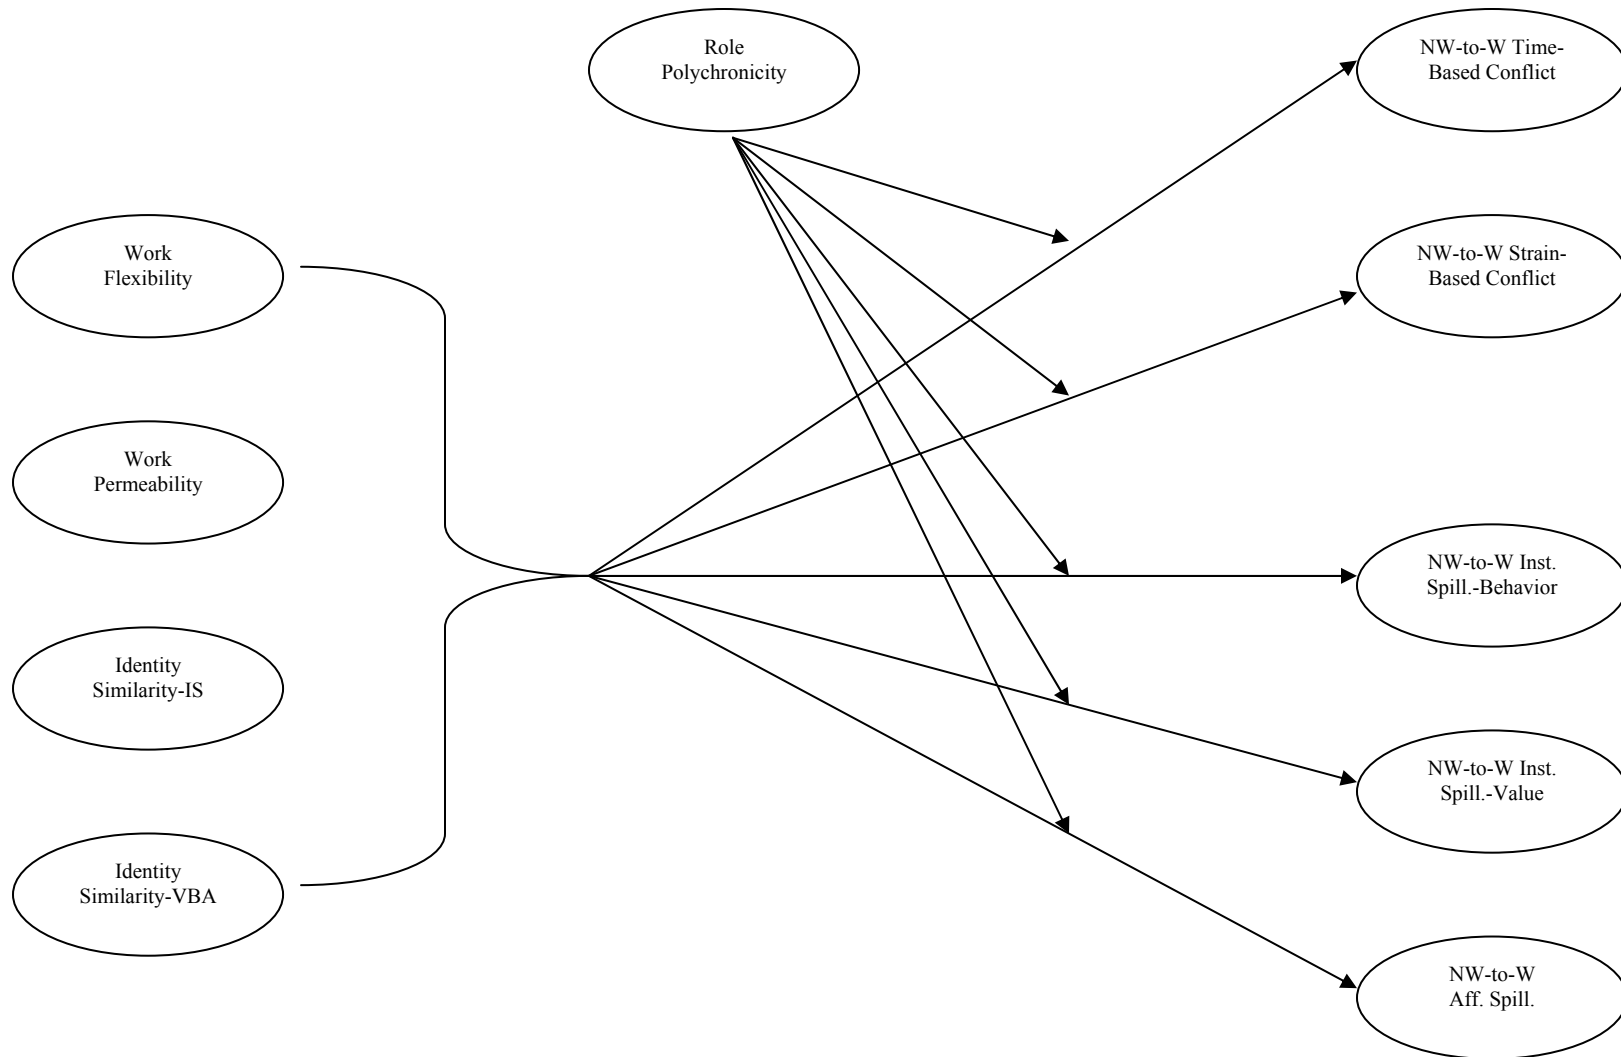 Role
Polychronicity
NW-to-W Time-
Based Conflict
Work
Flexibility
NW-to-W Strain-
Based Conflict
Work
Permeability
NW-to-W Inst.
Spill.-Behavior
Identity
Similarity-IS
NW-to-W Inst.
Spill.-Value
Identity
Similarity-VBA
NW-to-W
Aff. Spill.